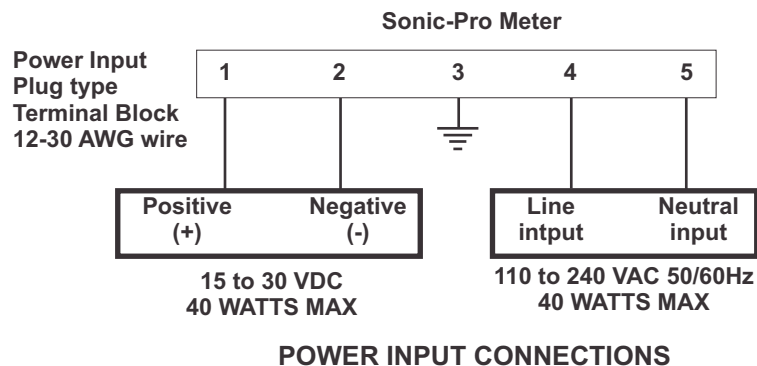 Sonic-Pro Meter
Power Input
Plug type
Terminal Block
12-30 AWG wire
1 2 3 4 5
Positive
(+)
Negative
(-)
Line
intput
Neutral
input
15 to 30 VDC
40 WATTS MAX
110 to 240 VAC 50/60Hz
40 WATTS MAX
POWER INPUT CONNECTIONS